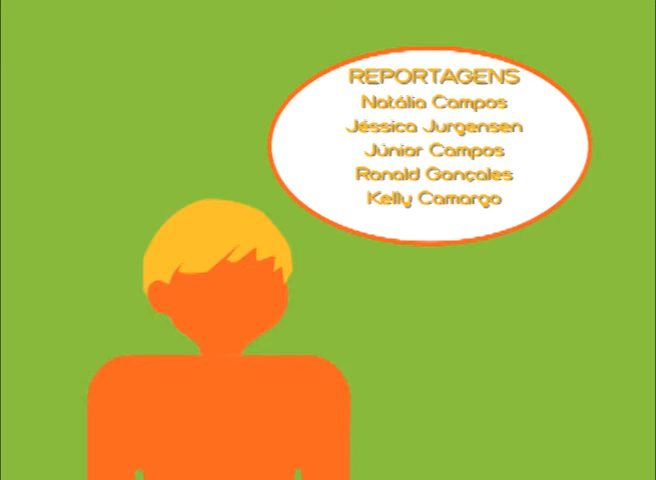 REPORTAGENS
Natália Campos
Jéssica Jurgensen
Júnior Campos
Ronald Gonçales
Kelly Camargo